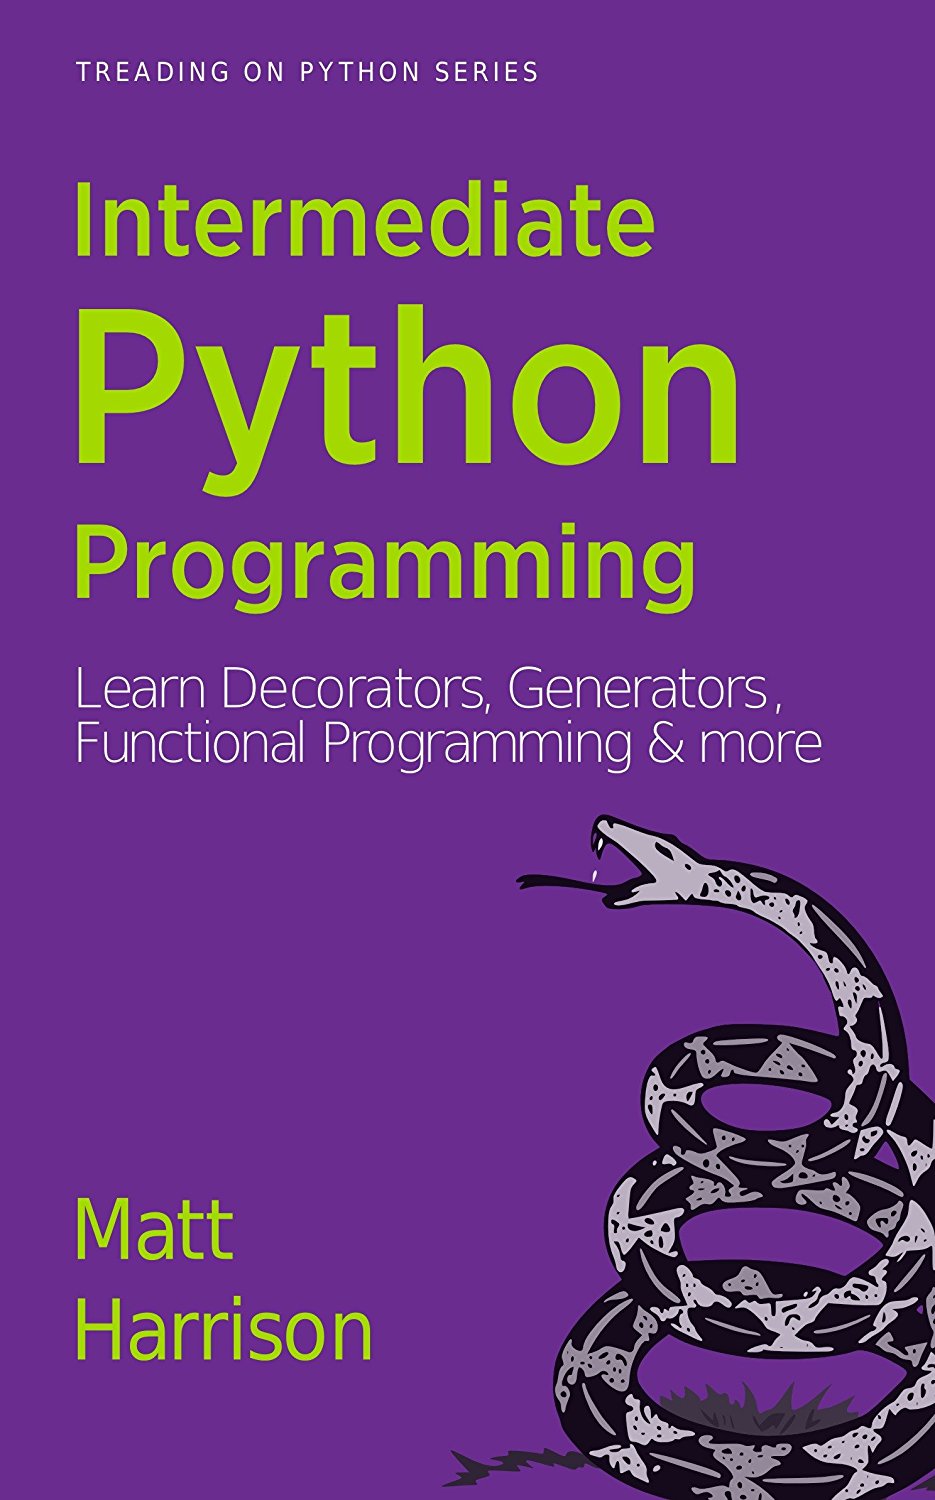 TREADING ON PYTHON SERIES
Intermediate
Python
Programming
Learn Decorators, Generators,
Functional Programming & more
Matt
Harrison